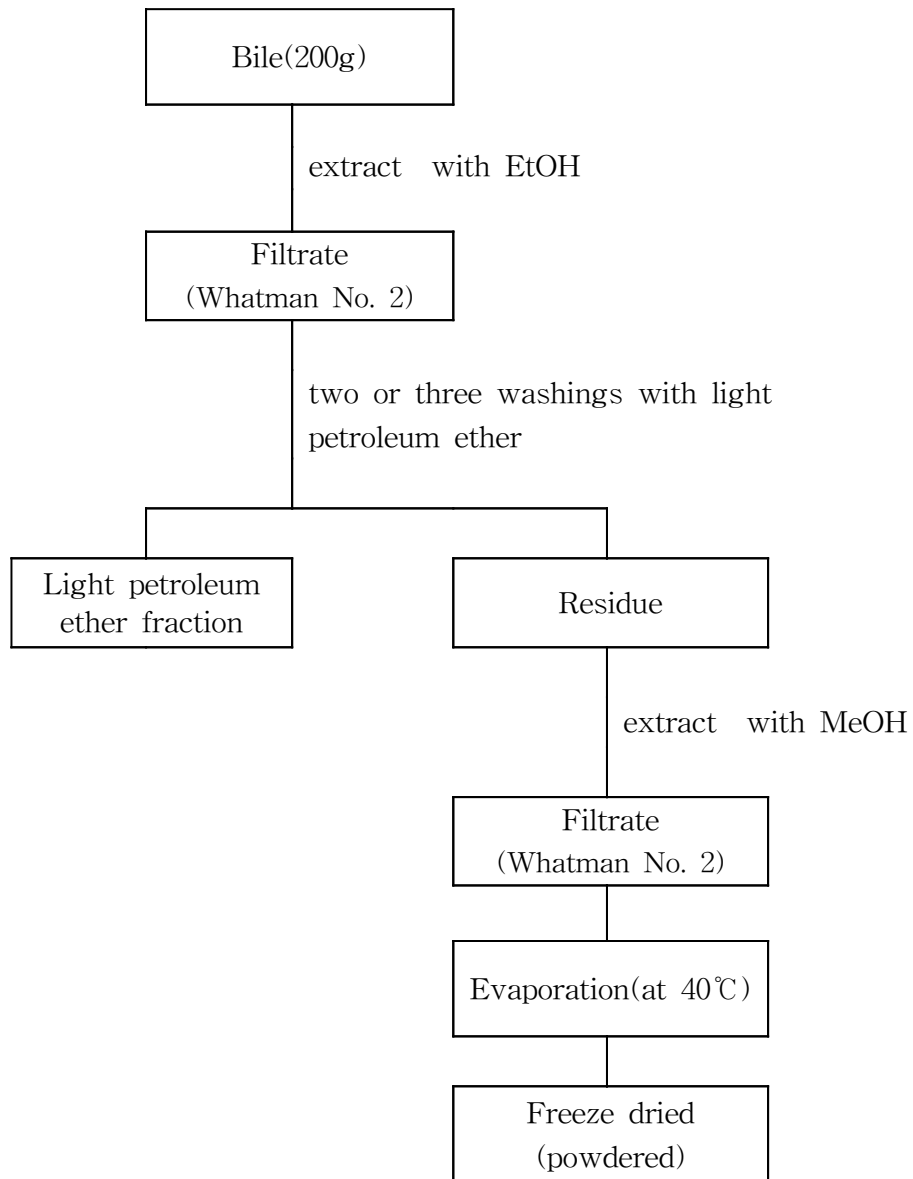 Bile(200g)
extract with EtOH
Filtrate
(Whatman No. 2)
two or three washings with light
petroleum ether
Light petroleum
ether fraction
Residue
extract with MeOH
Filtrate
(Whatman No. 2)
Evaporation(at 40℃)
Freeze dried
(powdered)